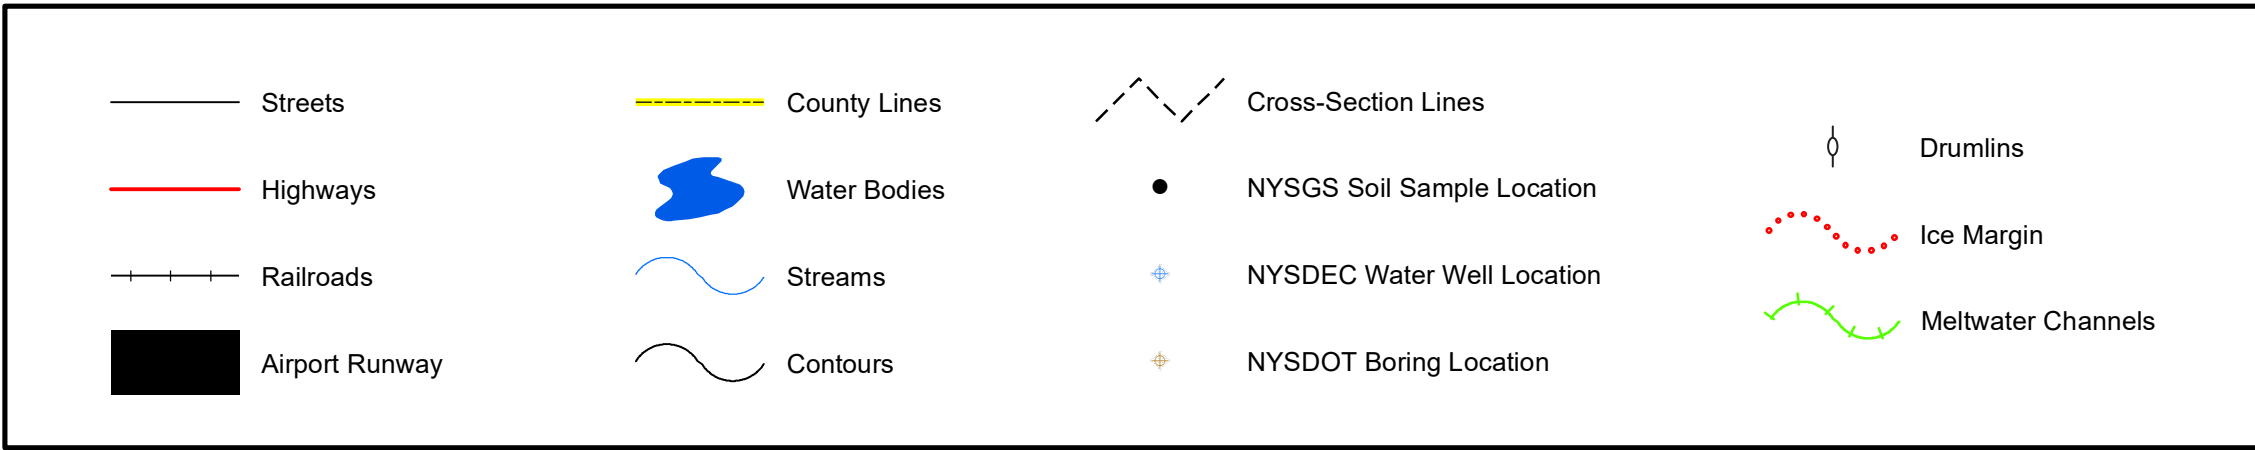 Streets
Highways
Railroads
Airport Runway
County Lines
Water Bodies
Streams
Contours
Cross-Section Lines
NYSGS Soil Sample Location
NYSDEC Water Well Location
NYSDOT Boring Location
Drumlins
Ice Margin
Meltwater Channels